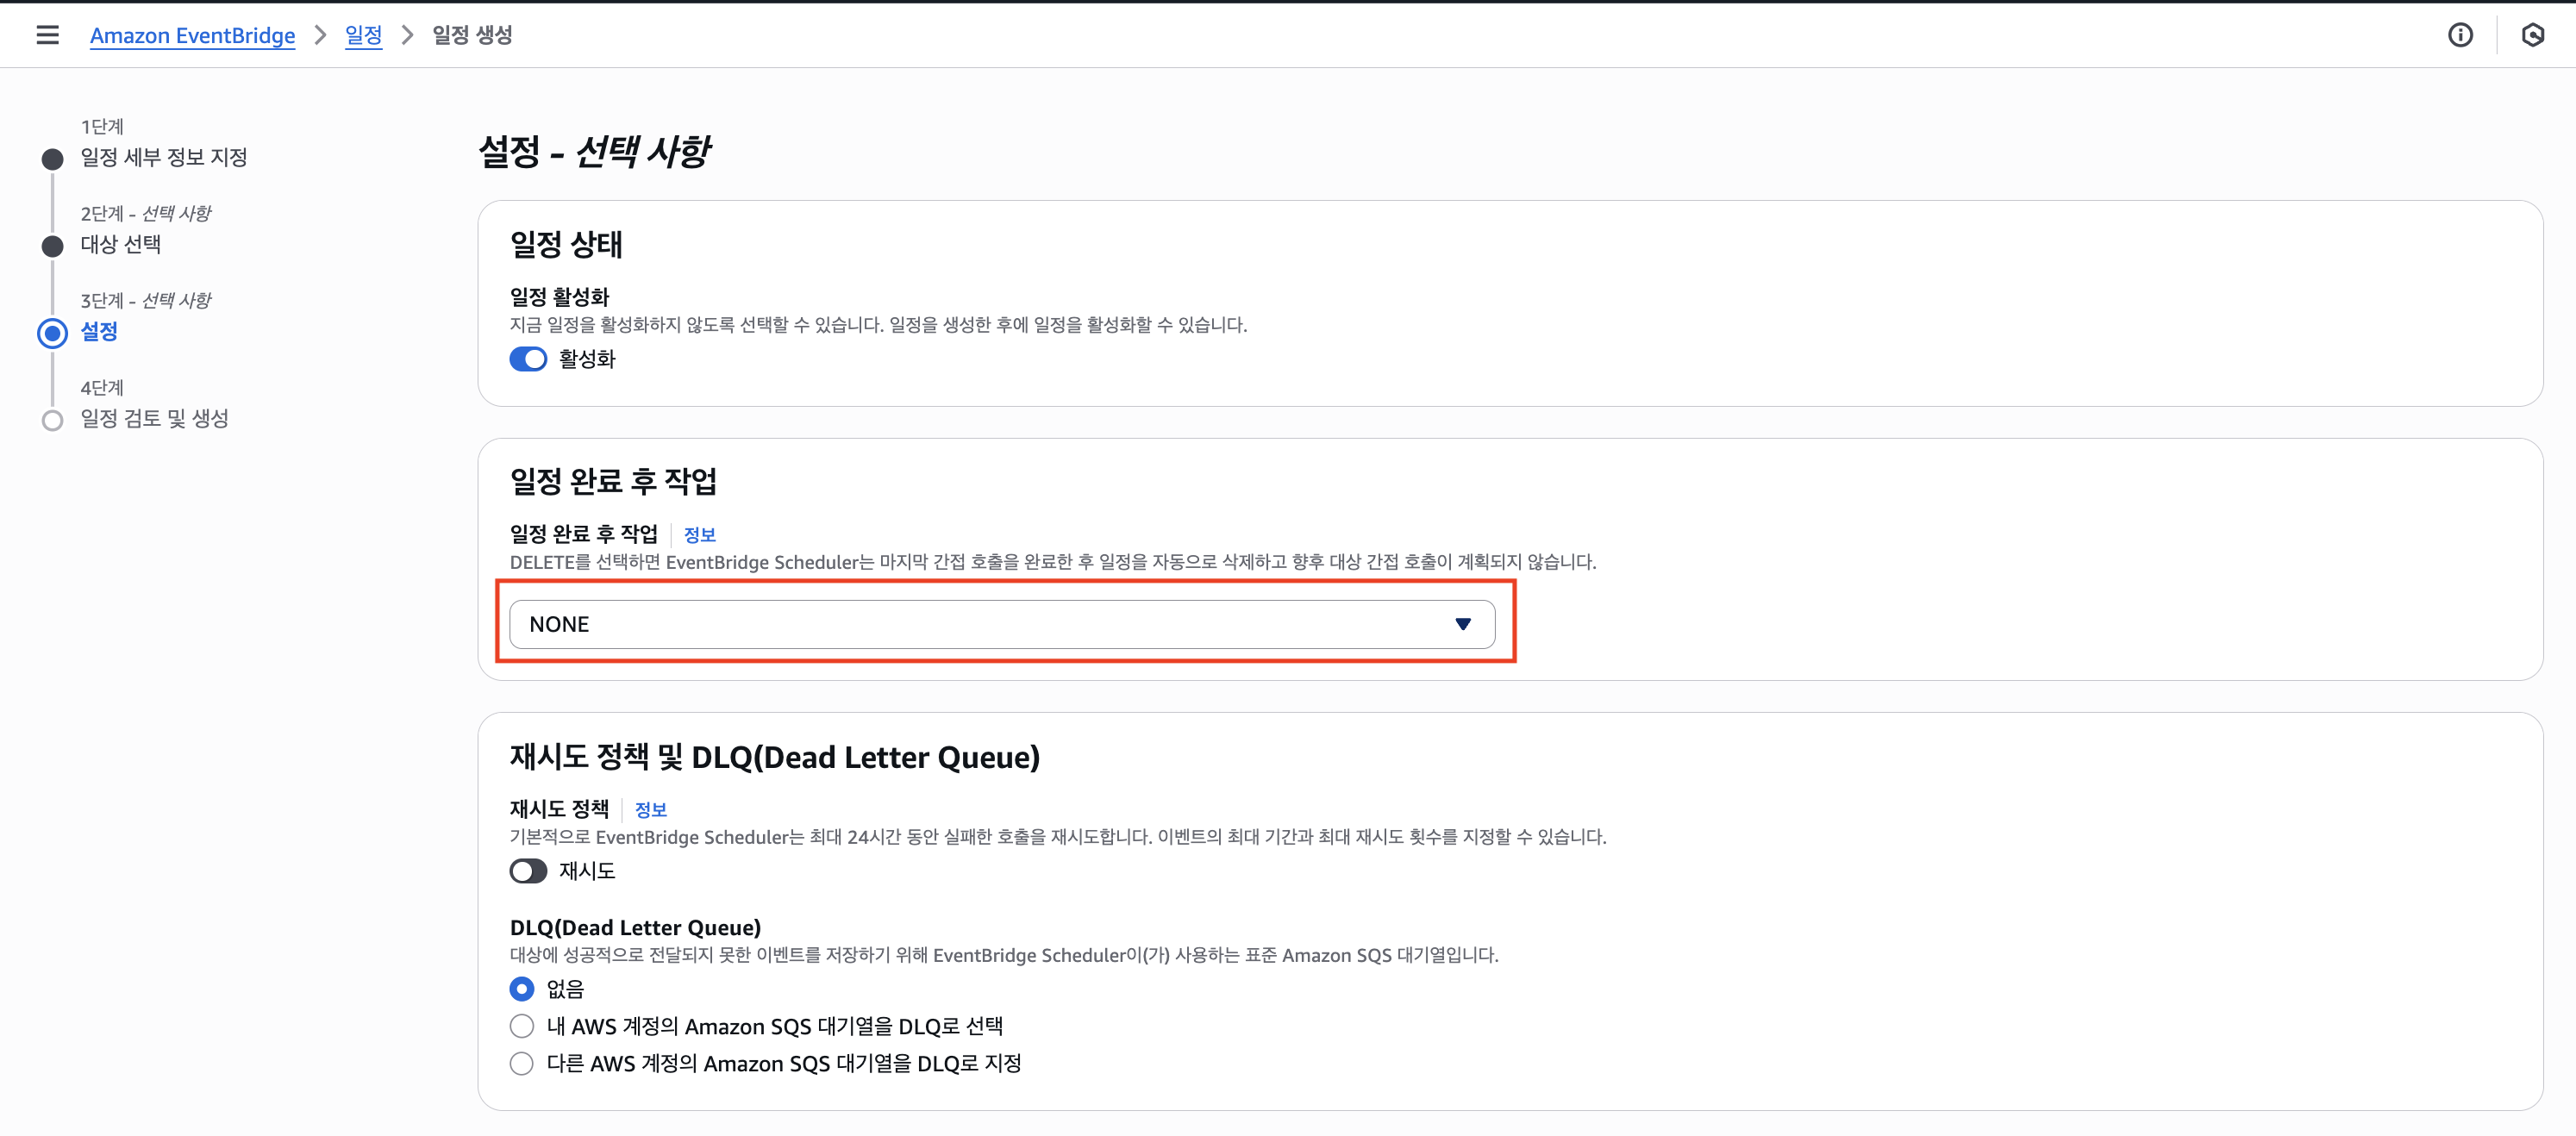 Amazon EventBridge
일정
일정 생성
1단계
일정 세부 정보 지정
2단계 - 선택 사항
대상 선택
3단계 - 선택 사항
설정
4단계
일정 검토 및 생성
설정 - 선택 사항
일정 상태
일정 활성화
지금 일정을 활성화하지 않도록 선택할 수 있습니다. 일정을 생성한 후에 일정을 활성화할 수 있습니다.
활성화
일정 완료 후 작업
일정 완료 후 작업
정보
DELETE를 선택하면 EventBridge Scheduler는 마지막 간접 호출을 완료한 후 일정을 자동으로 삭제하고 향후 대상 간접 호출이 계획되지 않습니다.
NONE
재시도 정책 및 DLQ(Dead Letter Queue)
재시도 정책
정보
기본적으로 EventBridge Scheduler는 최대 24시간 동안 실패한 호출을 재시도합니다. 이벤트의 최대 기간과 최대 재시도 횟수를 지정할 수 있습니다.
재시도
DLQ(Dead Letter Queue)
대상에 성공적으로 전달되지 못한 이벤트를 저장하기 위해 EventBridge Scheduler이(가) 사용하는 표준 Amazon SQS 대기열입니다.
없음
내 AWS 계정의 Amazon SQS 대기열을 DLQ로 선택
다른 AWS 계정의 Amazon SQS 대기열을 DLQ로 지정